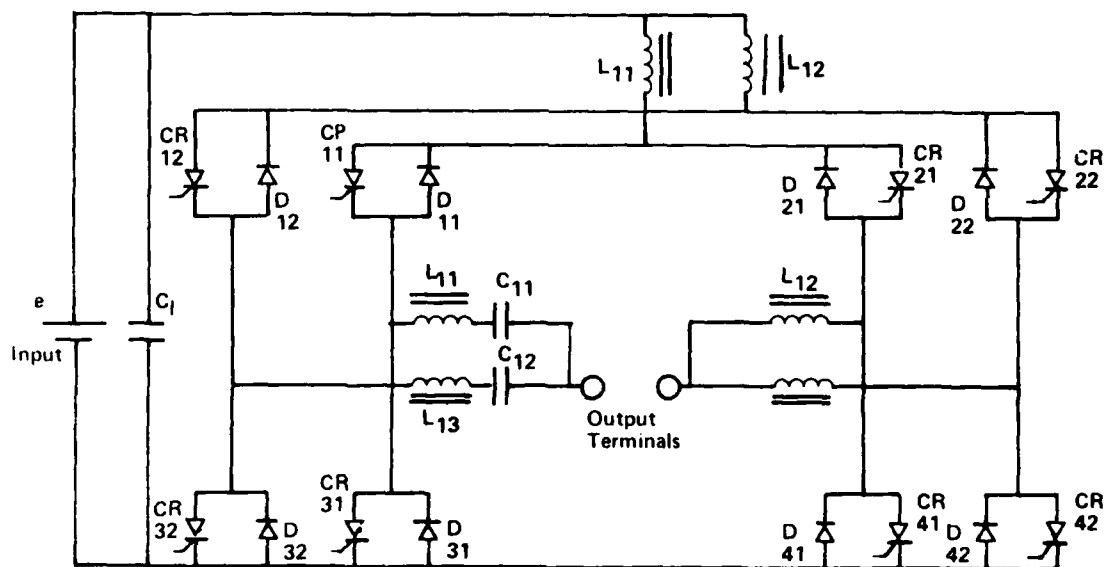 L11
L12
CR
12
CP
11
CR
21
CR
22
D
12
D
11
D
21
D
22
L11
C11
L12
e
CI
Input
C12
L13
Output
Terminals
CR
32
D
32
CR
31
D
31
D
41
CR
41
D
42
CR
42